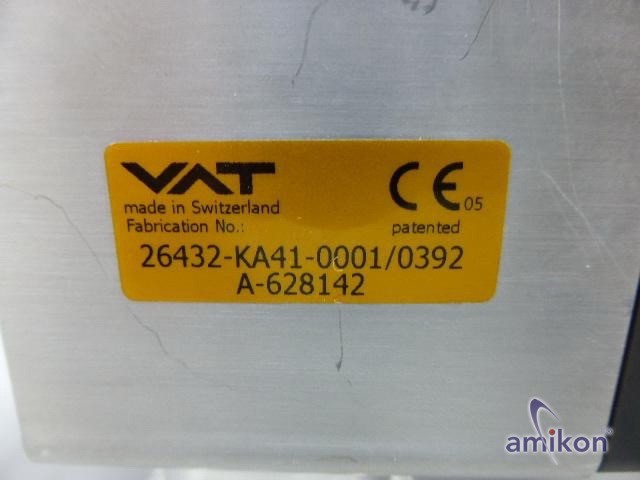 VAT
CE 05
made in Switzerland
Fabrication No.: patented
26432-KA41-0001/0392
A-628142
amikon